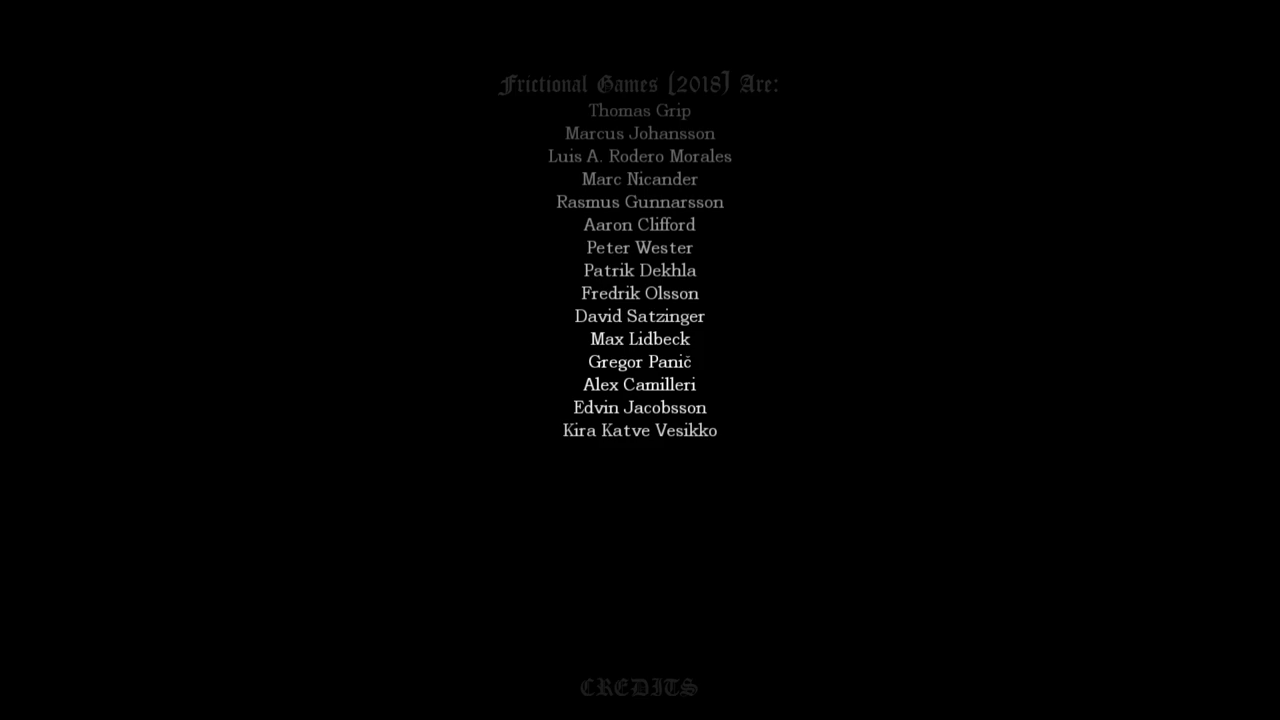 Frictional Games [2018] Are:
Thomas Grip
Marcus Johansson
Luis A. Rodero Morales
Marc Nicander
Rasmus Gunnarsson
Aaron Clifford
Peter Wester
Patrik Dekhla
Fredrik Olsson
David Satzinger
Max Lidbeck
Gregor Panič
Alex Camilleri
Edvin Jacobsson
Kira Katve Vesikko
CREDITS